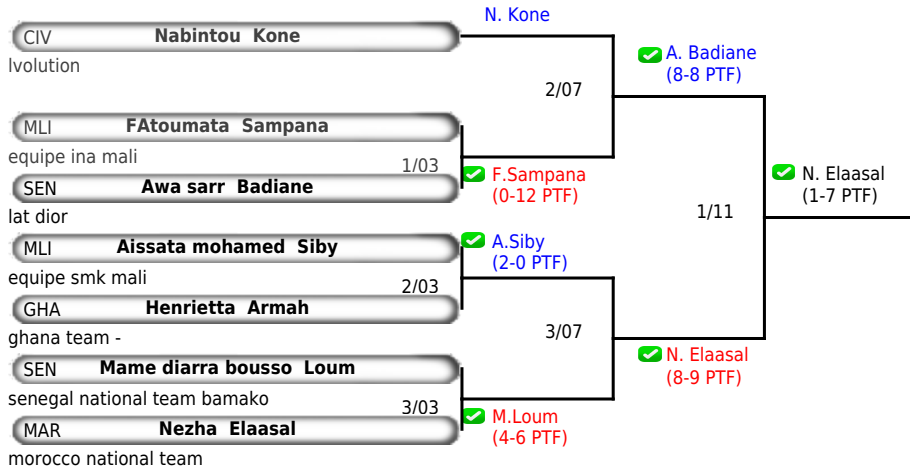 N. Kone
CIV Nabintou Kone
Ivolution
A. Badiane
(8-8 PTF)
2/07
MLI FAtoumata Sampana
equipe ina mali
1/03
F.Sampana
(0-12 PTF)
SEN Awa sarr Badiane
lat dior
N. Elaasal
(1-7 PTF)
1/11
MLI Aissata mohamed Siby
equipe smk mali
A.Siby
(2-0 PTF)
2/03
GHA Henrietta Armah
ghana team -
3/07
SEN Mame diarra bousso Loum
senegal national team bamako
N. Elaasal
(8-9 PTF)
3/03
MAR Nezha Elaasal
morocco national team
M.Loum
(4-6 PTF)